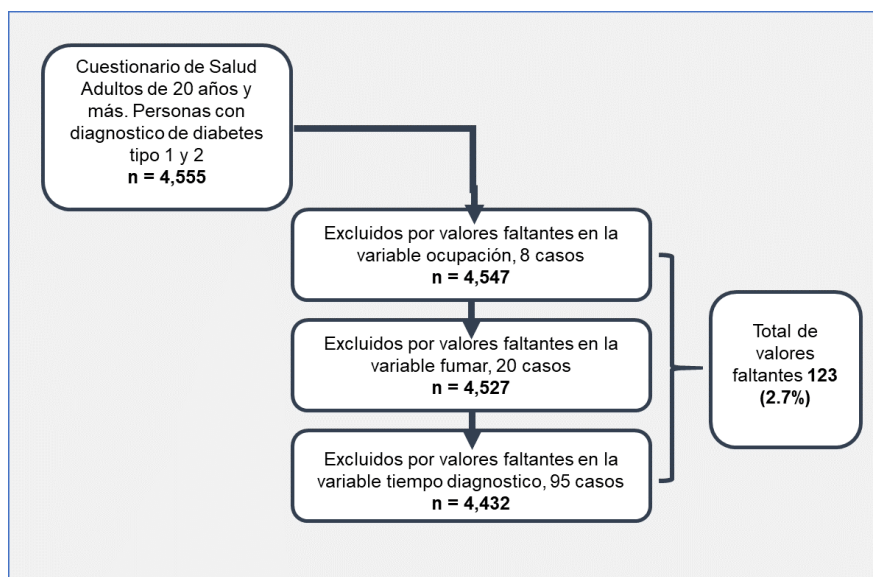 Cuestionario de Salud
Adultos de 20 años y
más. Personas con
diagnostico de diabetes
tipo 1 y 2
n = 4,555
Excluidos por valores faltantes en la
variable ocupación, 8 casos
n = 4,547
Excluidos por valores faltantes en la
variable fumar, 20 casos
n = 4,527
Excluidos por valores faltantes en la
variable tiempo diagnostico, 95 casos
n = 4,432
Total de
valores
faltantes 123
(2.7%)